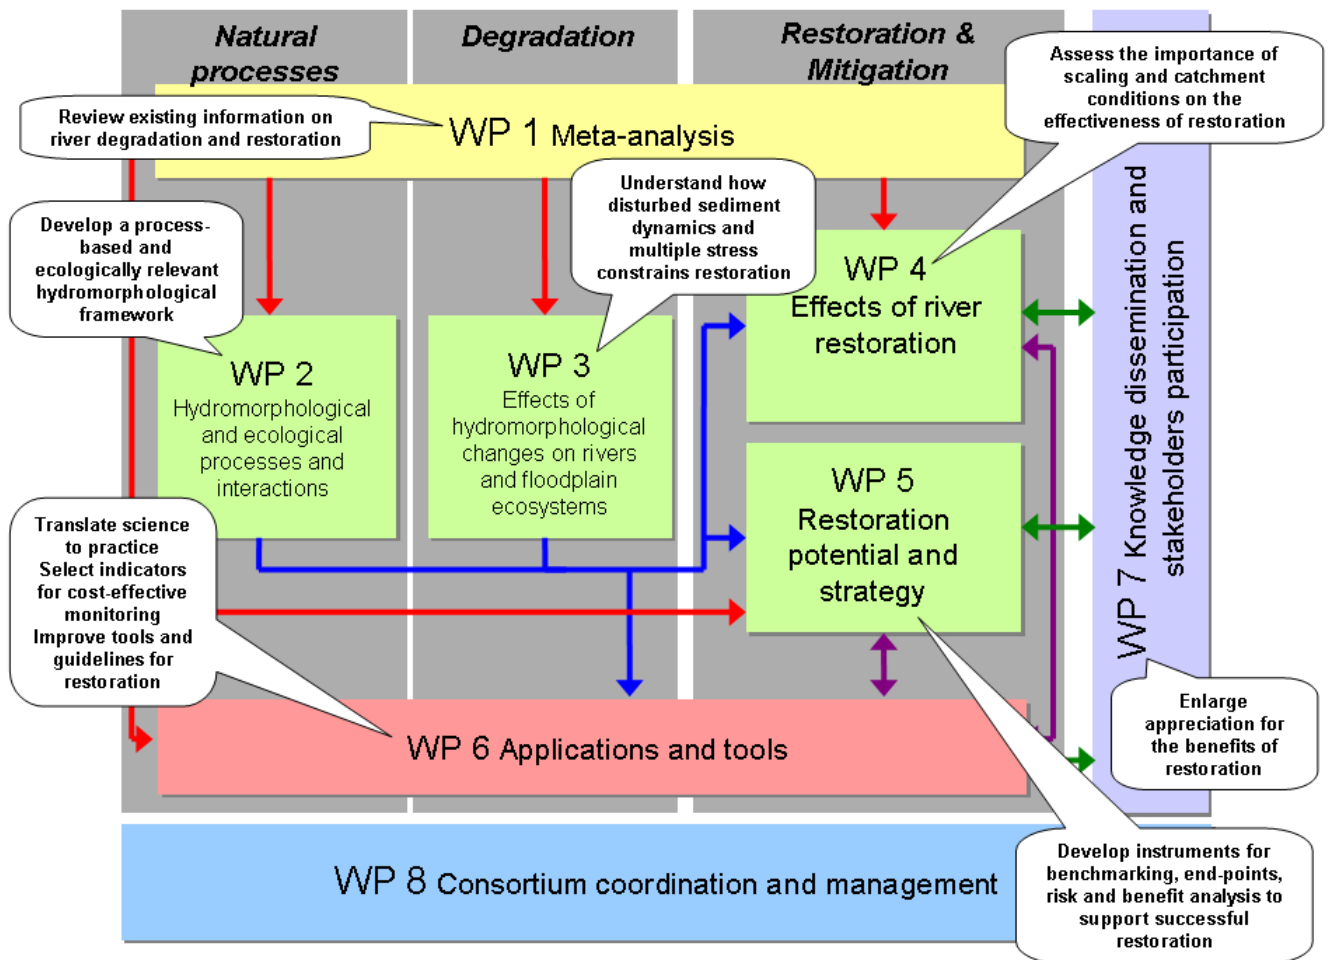 Natural
processes
Degradation
Restoration &
Mitigation
Assess the importance of
scaling and catchment
conditions on the
effectiveness of restoration
Review existing information on
river degradation and restoration
WP 1 Meta-analysis
Understand how
disturbed sediment
dynamics and
multiple stress
constrains restoration
Develop a process-
based and
ecologically relevant
hydromorphological
framework
WP 4
Effects of river
restoration
WP 2
Hydromorphological
and ecological
processes and
interactions
WP 3
Effects of
hydromorphological
changes on rivers
and floodplain
ecosystems
WP 5
Restoration
potential and
strategy
WP 7 Knowledge dissemination and
stakeholders participation
Translate science
to practice
Select indicators
for cost-effective
monitoring
Improve tools and
guidelines for
restoration
Enlarge
appreciation for
the benefits of
restoration
WP 6 Applications and tools
WP 8 Consortium coordination and management
Develop instruments for
benchmarking, end-points,
risk and benefit analysis to
support successful
restoration